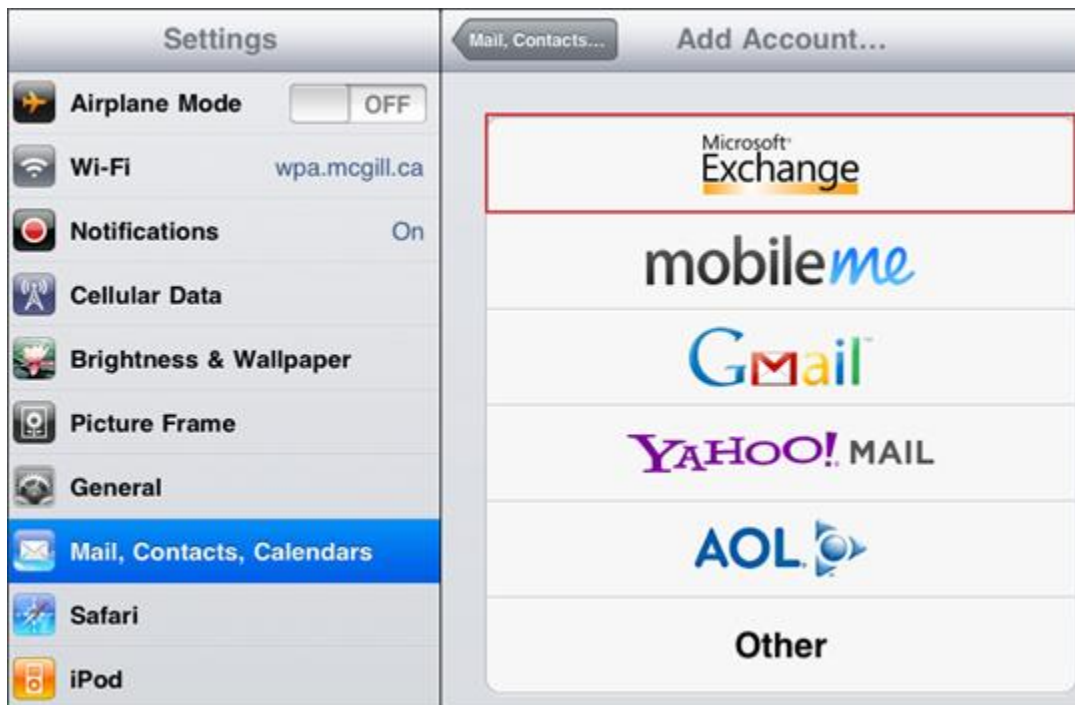 Settings
Airplane Mode OFF
Wi-Fi wpa.mcgill.ca
Notifications On
Cellular Data
Brightness & Wallpaper
Picture Frame
General
Mail, Contacts, Calendars
Safari
iPod
Mail, Contacts... Add Account...
Microsoft
Exchange
mobileme
GMail™
YAHOO! MAIL
AOL
Other